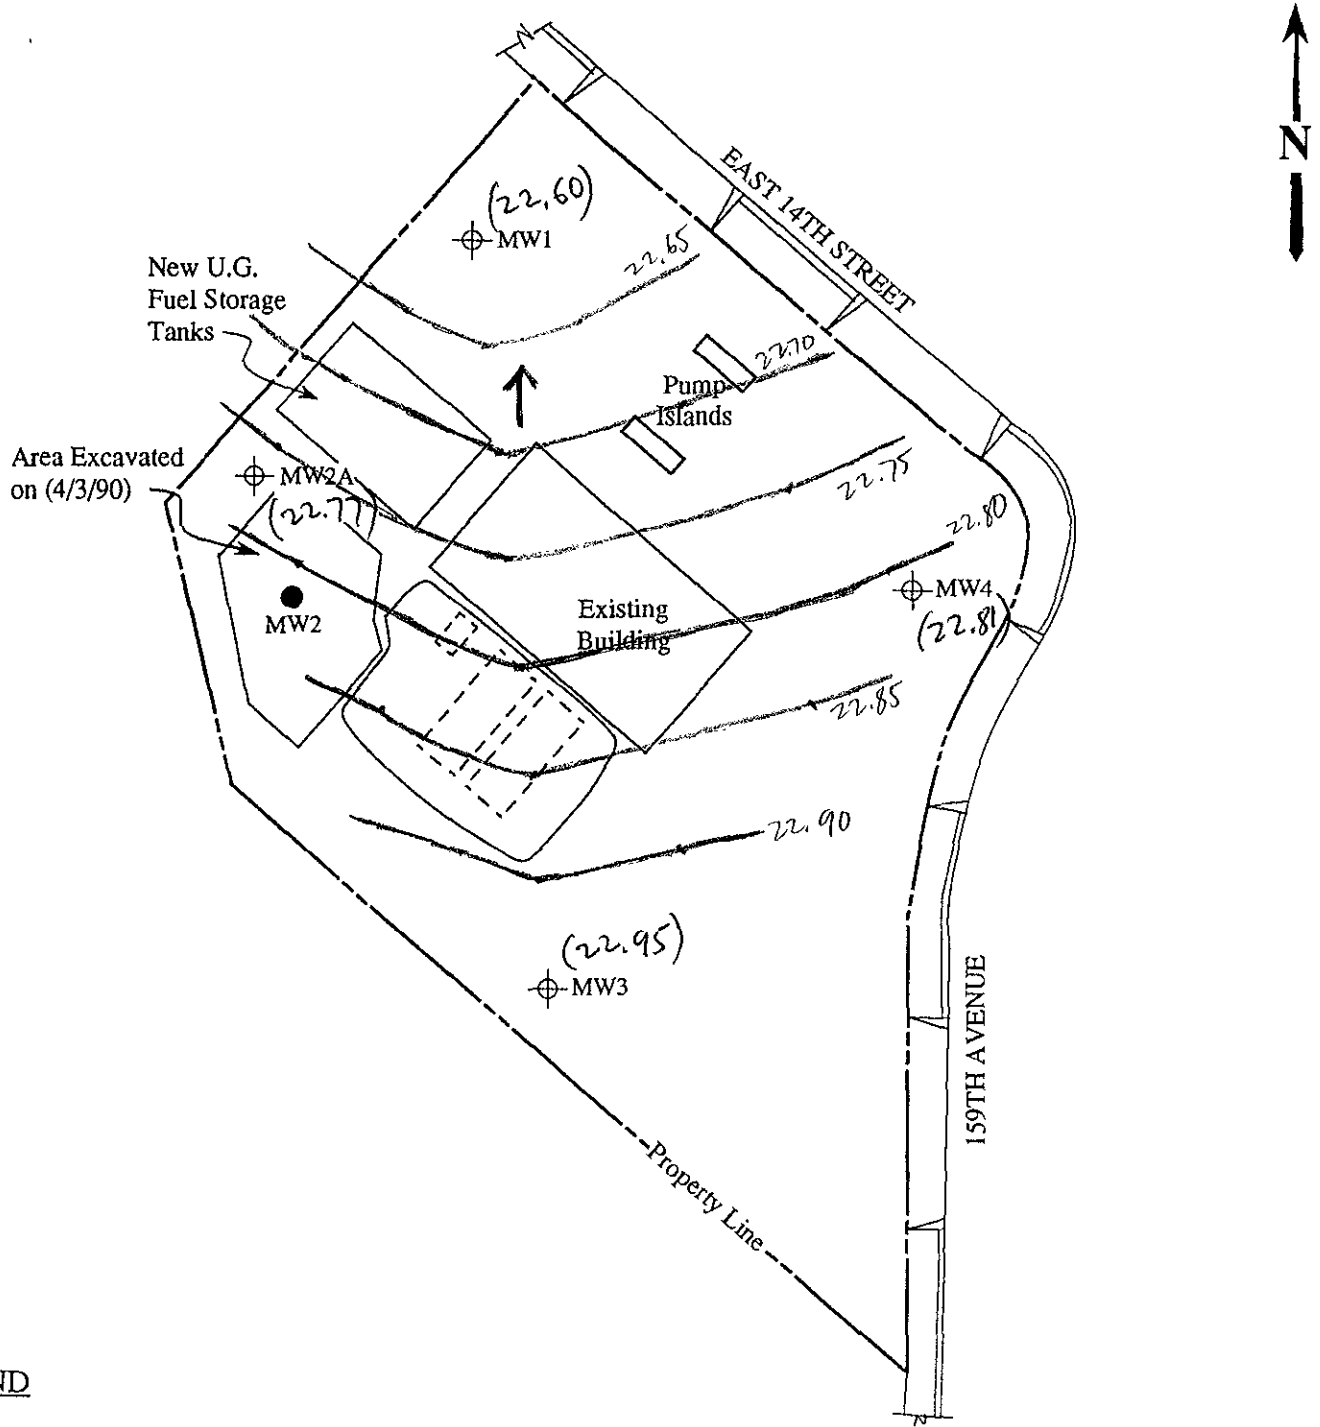 N
EAST 14TH STREET
(22.60)
MW1
22.65
New U.G.
Fuel Storage
Tanks
22.70
Pump
Islands
Area Excavated
on (4/3/90)
MW2A
(22.77)
22.75
22.80
MW4
(22.81)
MW2
Existing
Building
22.85
22.90
(22.95)
MW3
159TH AVENUE
Property Line
ND